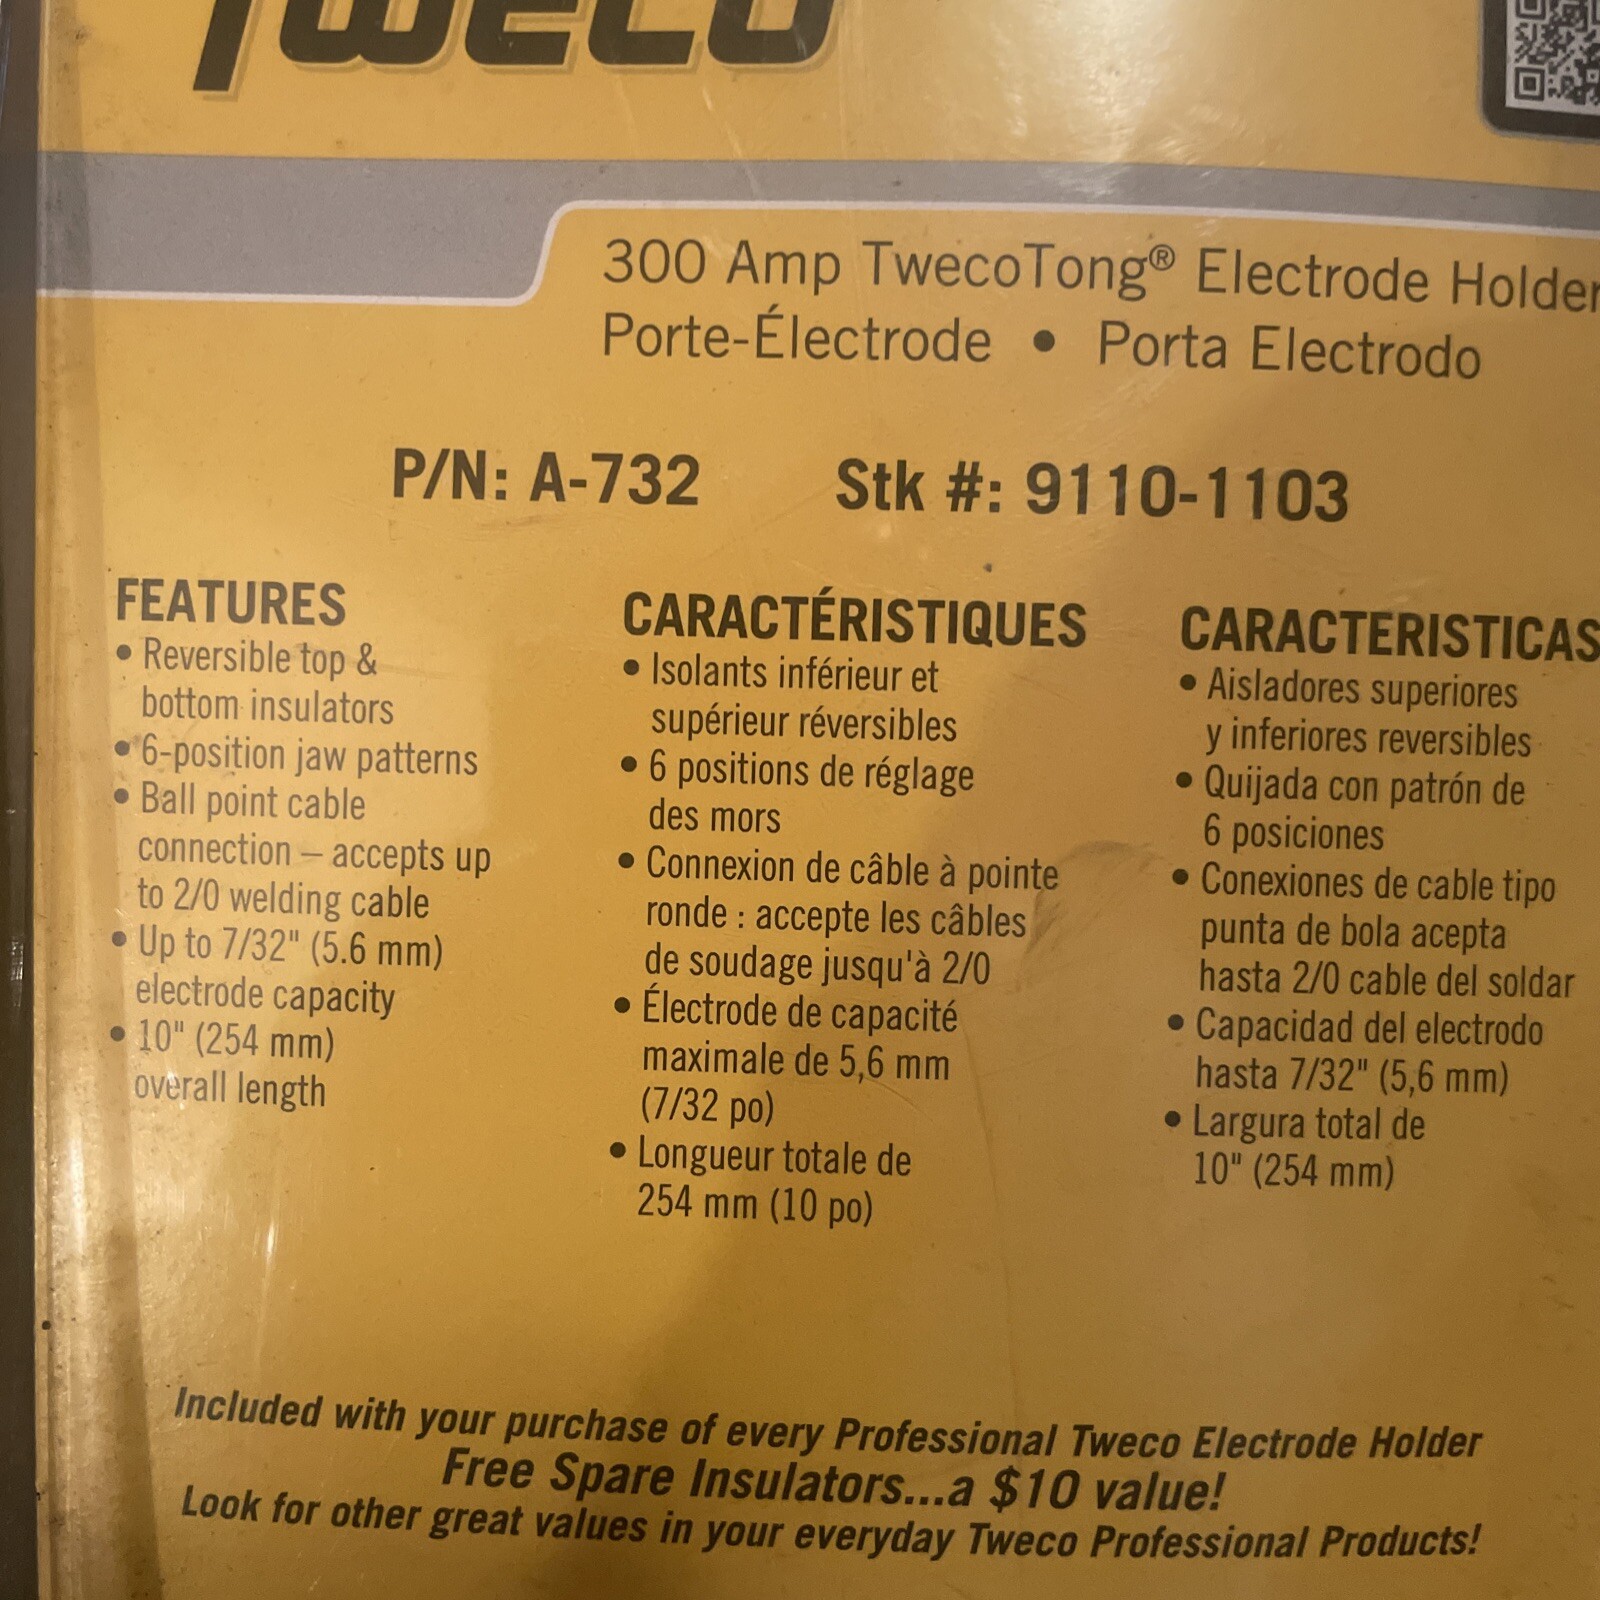 Tweco
300 Amp TwecoTong® Electrode Holder
Porte-Électrode • Porta Electrodo
P/N: A-732 Stk #: 9110-1103
FEATURES
• Reversible top &
bottom insulators
• 6-position jaw patterns
• Ball point cable
connection – accepts up
to 2/0 welding cable
• Up to 7/32" (5.6 mm)
electrode capacity
• 10" (254 mm)
overall length
CARACTÉRISTIQUES
• Isolants inférieur et
supérieur réversibles
• 6 positions de réglage
des mors
• Connexion de câble à pointe
ronde : accepte les câbles
de soudage jusqu'à 2/0
• Électrode de capacité
maximale de 5,6 mm
(7/32 po)
• Longueur totale de
254 mm (10 po)
CARACTERISTICAS
• Aisladores superiores
y inferiores reversibles
• Quijada con patrón de
6 posiciones
• Conexiones de cable tipo
punta de bola acepta
hasta 2/0 cable del soldar
• Capacidad del electrodo
hasta 7/32" (5,6 mm)
• Largura total de
10" (254 mm)
Included with your purchase of every Professional Tweco Electrode Holder
Free Spare Insulators...a $10 value!
Look for other great values in your everyday Tweco Professional Products!